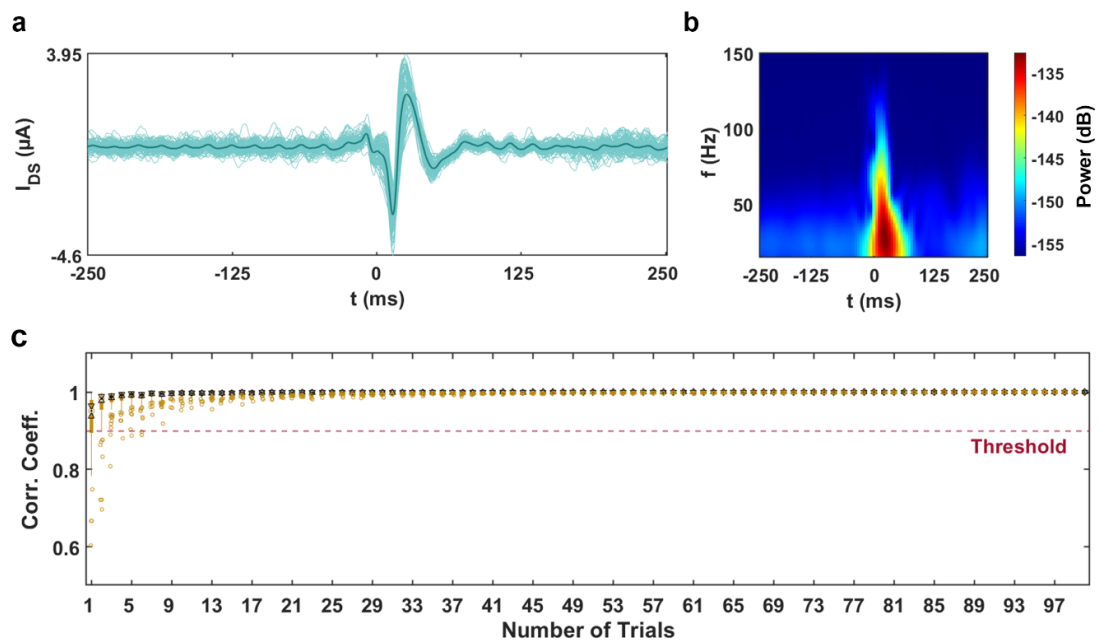 a
3.95
I_DS (µA)
-4.6
-250 -125 0 125 250
t (ms)
b
150
100
50
f (Hz)
-250 -125 0 125 250
t (ms)
-135
-140
-145
-150
-155
Power (dB)
c
1
0.8
0.6
Corr. Coeff.
Threshold
1 5 9 13 17 21 25 29 33 37 41 45 49 53 57 61 65 69 73 77 81 85 89 93 97
Number of Trials